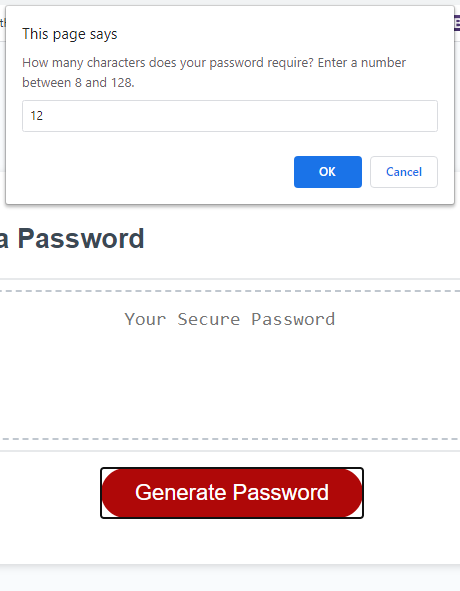 This page says
How many characters does your password require? Enter a number
between 8 and 128.
12
OK Cancel
a Password
Your Secure Password
Generate Password